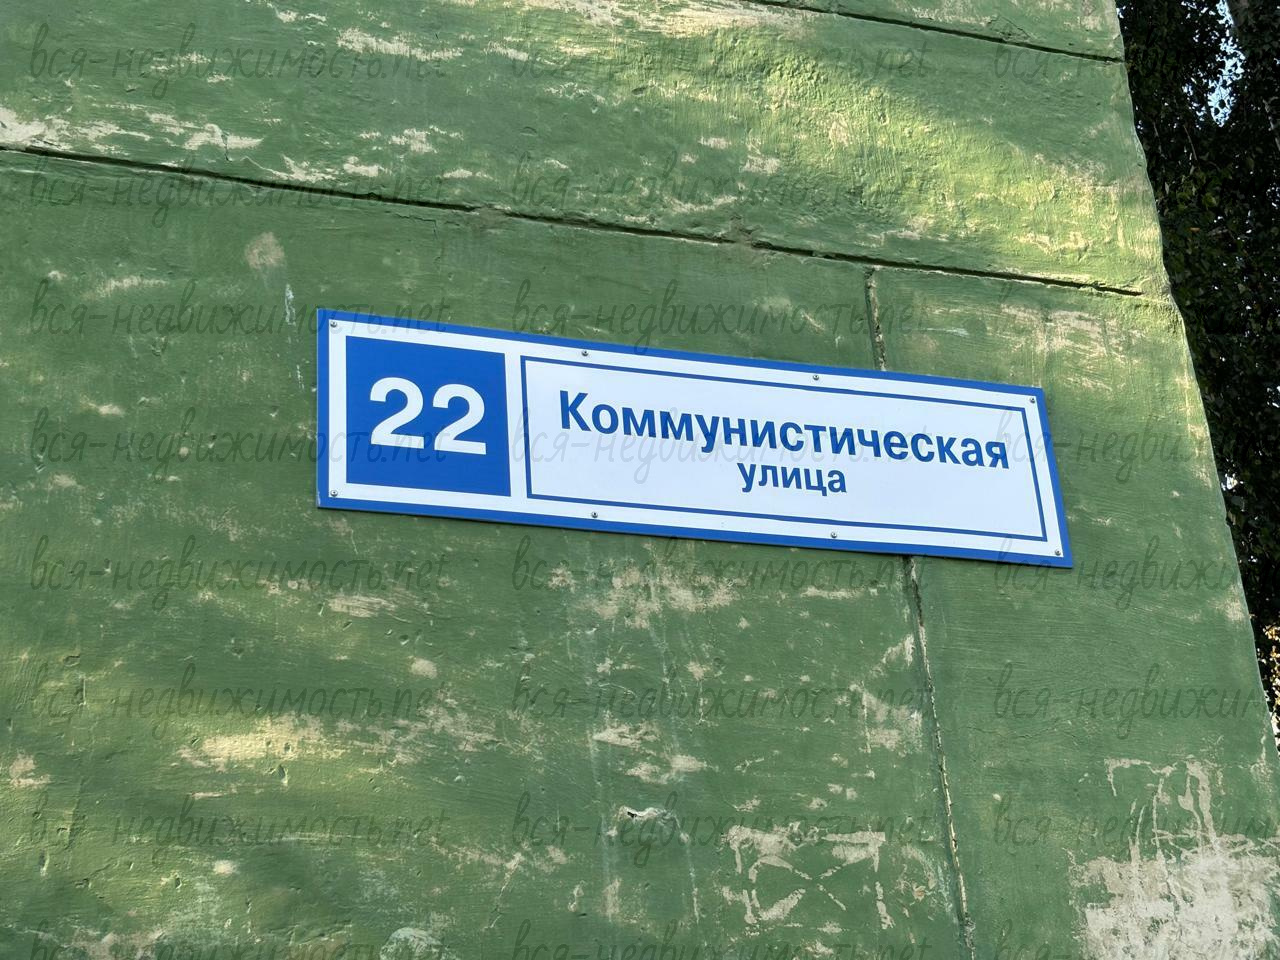 22
Коммунистическая
улица
вся-недвижимость.net